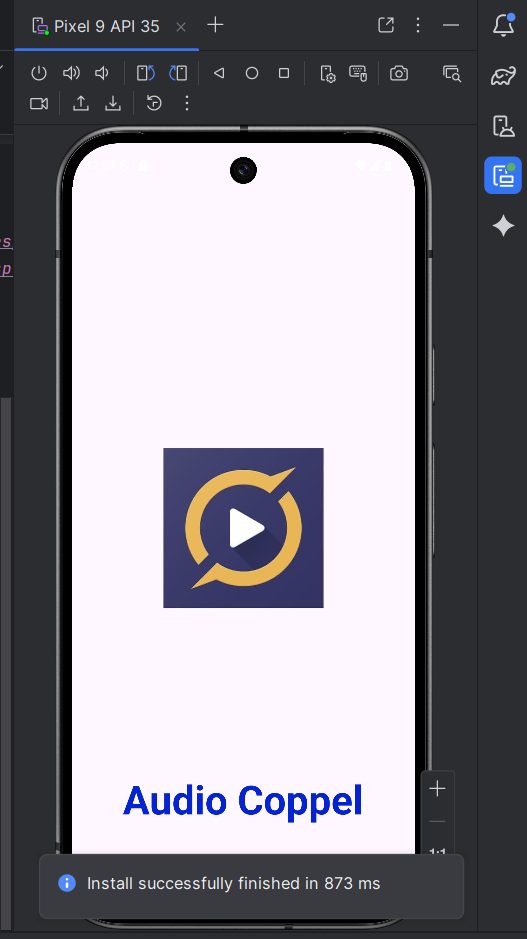 Pixel 9 API 35
Audio Coppel
1:1
Install successfully finished in 873 ms